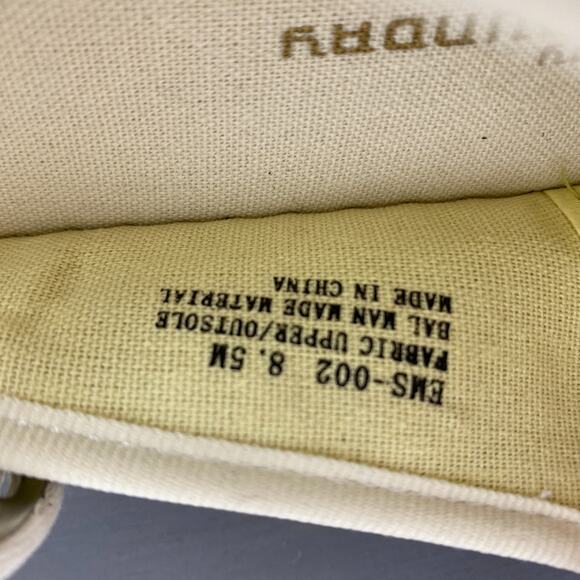 EMS-002 8.5M
FABRIC UPPER/OUTSOLE
BAL MAN MADE MATERIAL
MADE IN CHINA